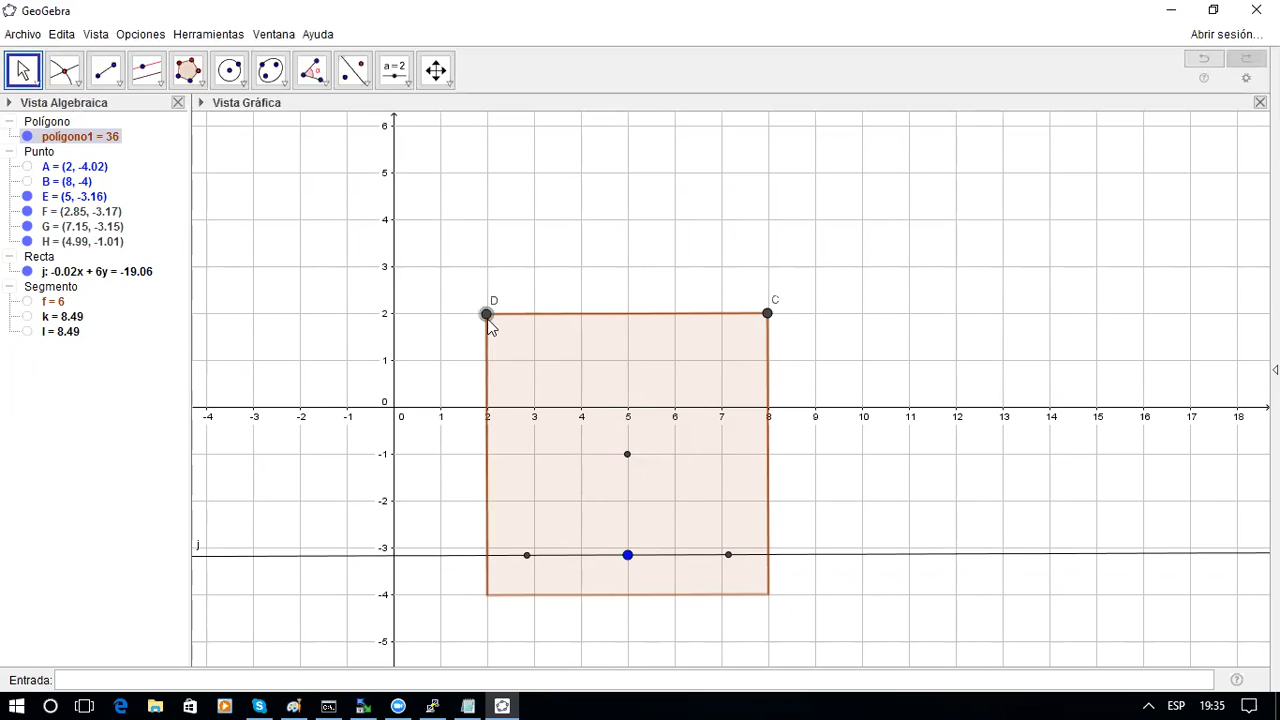 GeoGebra
Archivo Edita Vista Opciones Herramientas Ventana Ayuda Abrir sesión...
α a = 2
Vista Algebraica Vista Gráfica
Polígono
polígono1 = 36
Punto
A = (2, -4.02)
B = (8, -4)
E = (5, -3.16)
F = (2.85, -3.17)
G = (7.15, -3.15)
H = (4.99, -1.01)
Recta
j: -0.02x + 6y = -19.06
Segmento
f = 6
k = 8.49
l = 8.49
6
5
4
3
D C
2
1
0
-4 -3 -2 -1 0 1 2 3 4 5 6 7 8 9 10 11 12 13 14 15 16 17 18
-1
-2
-3
j
-4
-5
Entrada:
ESP 19:35